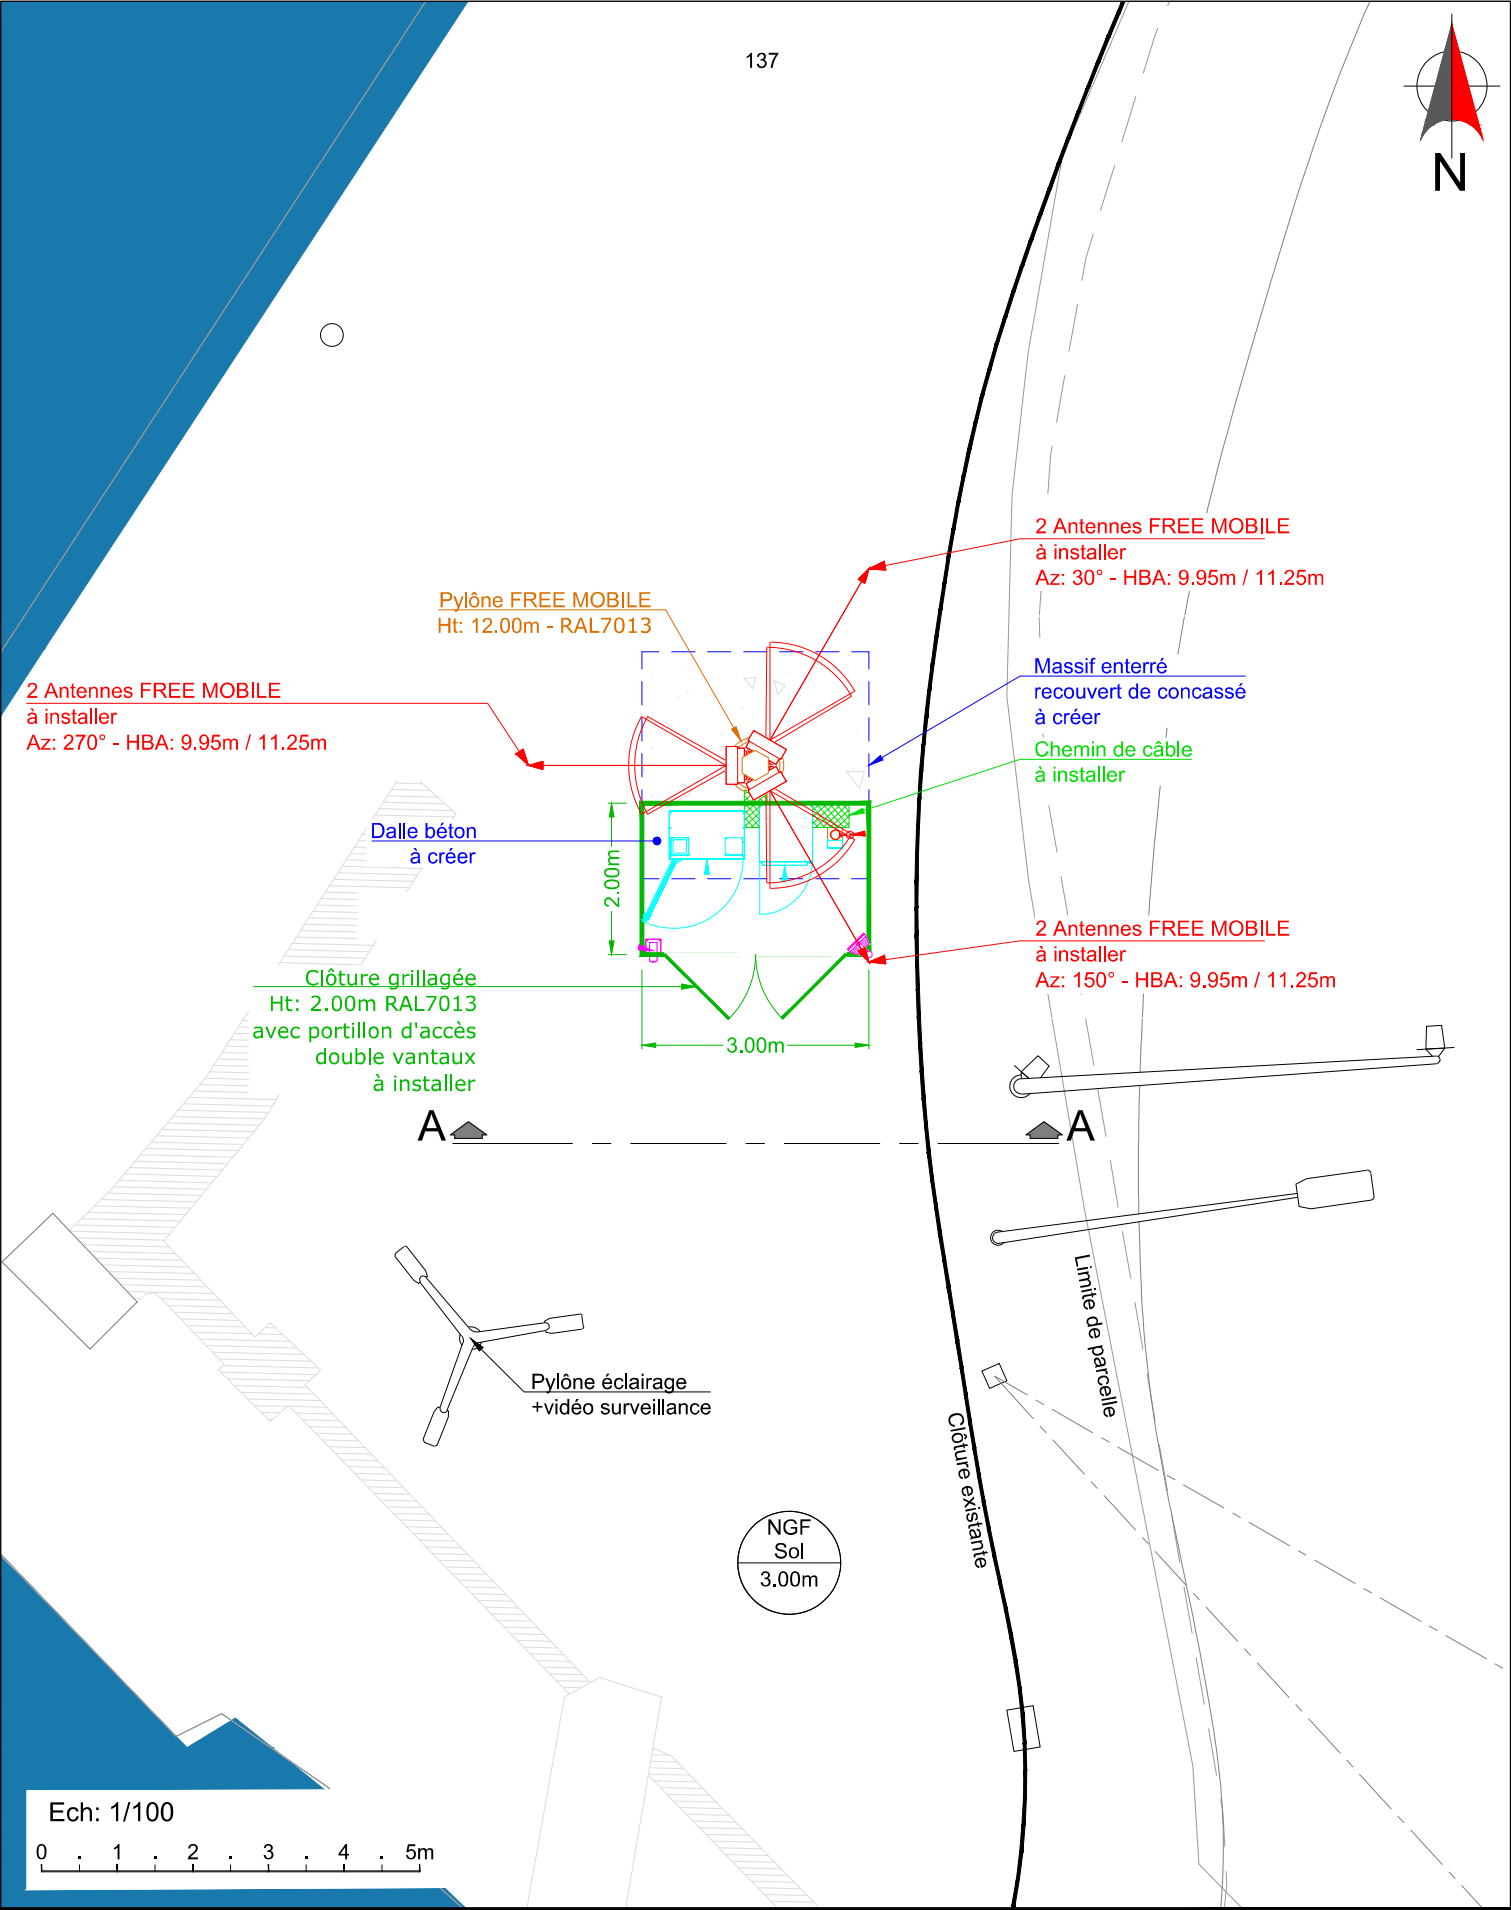 137
N
2 Antennes FREE MOBILE
à installer
Az: 30° - HBA: 9.95m / 11.25m
Pylône FREE MOBILE
Ht: 12.00m - RAL7013
Massif enterré
recouvert de concassé
à créer
2 Antennes FREE MOBILE
à installer
Az: 270° - HBA: 9.95m / 11.25m
Chemin de câble
à installer
Dalle béton
à créer
2.00m
2 Antennes FREE MOBILE
à installer
Az: 150° - HBA: 9.95m / 11.25m
Clôture grillagée
Ht: 2.00m RAL7013
avec portillon d'accès
double vantaux
à installer
3.00m
A
A
Limite de parcelle
Pylône éclairage
+vidéo surveillance
Clôture existante
NGF
Sol
3.00m
Ech: 1/100
0 . 1 . 2 . 3 . 4 . 5m